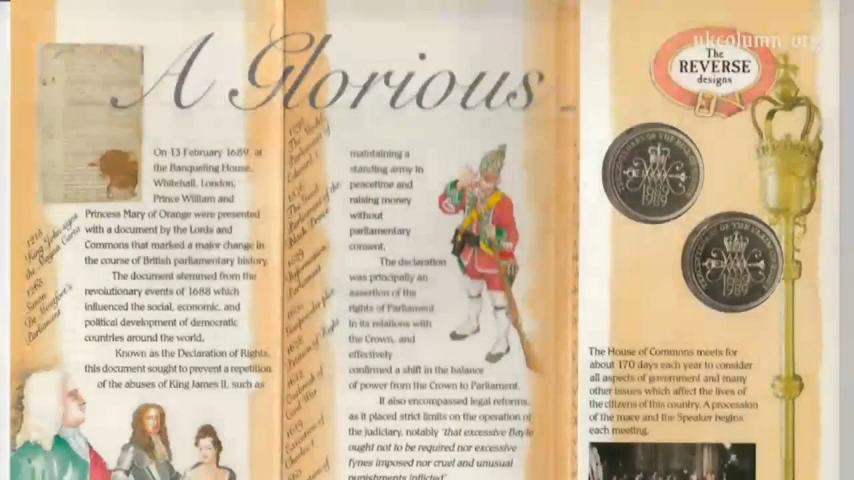 ukcolumn.org
A Glorious
The
REVERSE
designs
On 13 February 1689, at
the Banqueting House,
Whitehall, London,
Prince William and
Princess Mary of Orange were presented
with a document by the Lords and
Commons that marked a major change in
the course of British parliamentary history.
The document stemmed from the
revolutionary events of 1688 which
influenced the social, economic, and
political development of democratic
countries around the world.
Known as the Declaration of Rights,
this document sought to prevent a repetition
of the abuses of King James II, such as
1215
King John signs
the Magna Carta
1265
Simon
De Montfort's
Parliament
maintaining a
standing army in
peacetime and
raising money
without
parliamentary
consent.
The declaration
was principally an
assertion of the
rights of Parliament
in its relations with
the Crown, and
effectively
confirmed a shift in the balance
of power from the Crown to Parliament.
It also encompassed legal reforms,
as it placed strict limits on the operation of
the judiciary, notably 'that excessive Bayle
ought not to be required nor excessive
fynes imposed nor cruel and unusual
punishments inflicted'
1689
1989
1689
1989
The House of Commons meets for
about 170 days each year to consider
all aspects of government and many
other issues which affect the lives of
the citizens of this country. A procession
of the mace and the Speaker begins
each meeting.